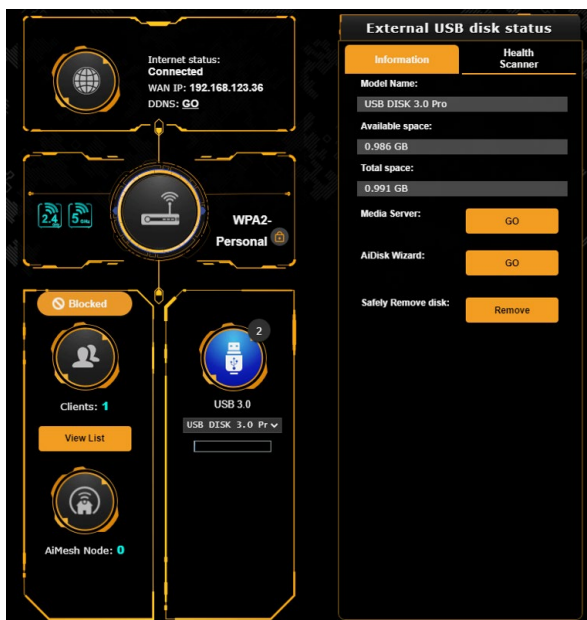 Internet status:
Connected
WAN IP: 192.168.123.36
DDNS: GO
2.4
GHz
5
GHz
WPA2-
Personal
Blocked
Clients: 1
View List
AiMesh Node: 0
2
USB 3.0
USB DISK 3.0 Pr
External USB disk status
Information
Health
Scanner
Model Name:
USB DISK 3.0 Pro
Available space:
0.986 GB
Total space:
0.991 GB
Media Server:
GO
AiDisk Wizard:
GO
Safely Remove disk:
Remove